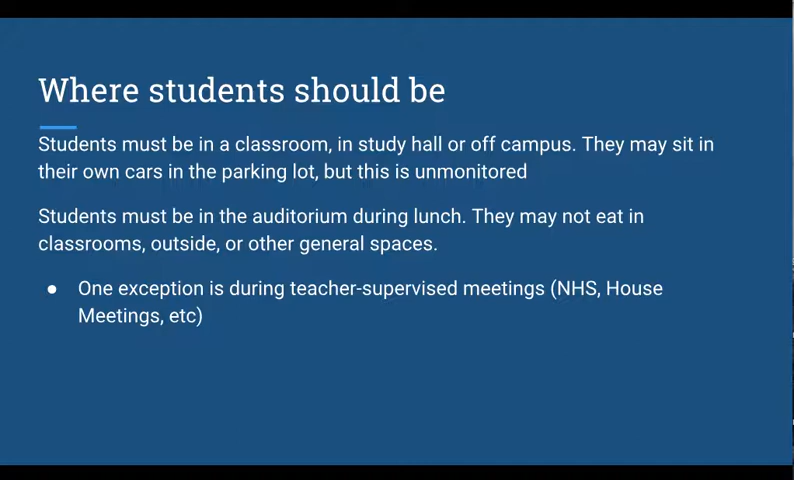 Where students should be
Students must be in a classroom, in study hall or off campus. They may sit in
their own cars in the parking lot, but this is unmonitored
Students must be in the auditorium during lunch. They may not eat in
classrooms, outside, or other general spaces.
● One exception is during teacher-supervised meetings (NHS, House
Meetings, etc)